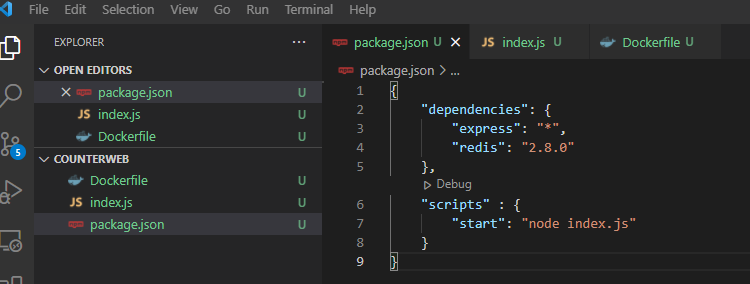 File Edit Selection View Go Run Terminal Help
EXPLORER ...
package.json U
JS index.js U
Dockerfile U
OPEN EDITORS
package.json U
JS index.js U
Dockerfile U
COUNTERWEB
Dockerfile U
JS index.js U
package.json U
5
package.json > ...
1 {
2 "dependencies": {
3 "express": "*",
4 "redis": "2.8.0"
5 },
Debug
6 "scripts" : {
7 "start": "node index.js"
8 }
9 }